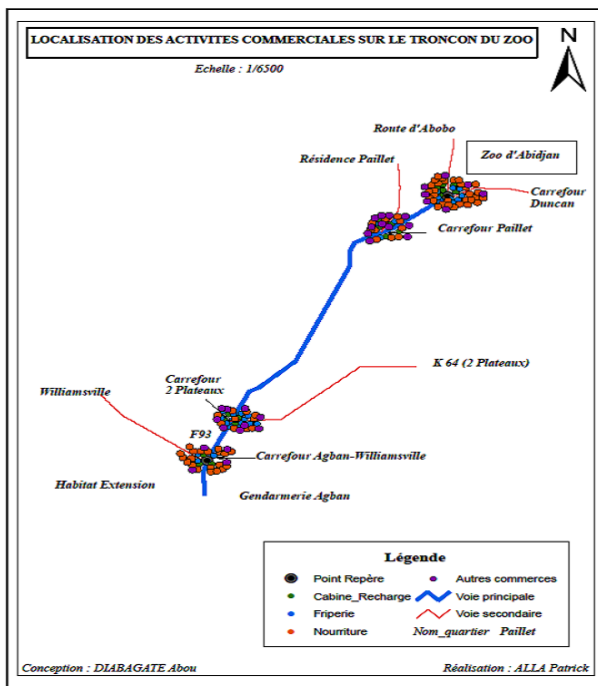 LOCALISATION DES ACTIVITES COMMERCIALES SUR LE TRONCON DU ZOO
Echelle : 1/6500
N
Route d'Abobo
Résidence Paillet
Zoo d'Abidjan
Carrefour
Duncan
Carrefour Paillet
K 64 (2 Plateaux)
Carrefour
2 Plateaux
Williamsville
F93
Carrefour Agban-Williamsville
Habitat Extension
Gendarmerie Agban
Légende
Point Repère
Autres commerces
Cabine_Recharge
Voie principale
Friperie
Voie secondaire
Nourriture
Nom_quartier Paillet
Conception : DIABAGATE Abou
Réalisation : ALLA Patrick